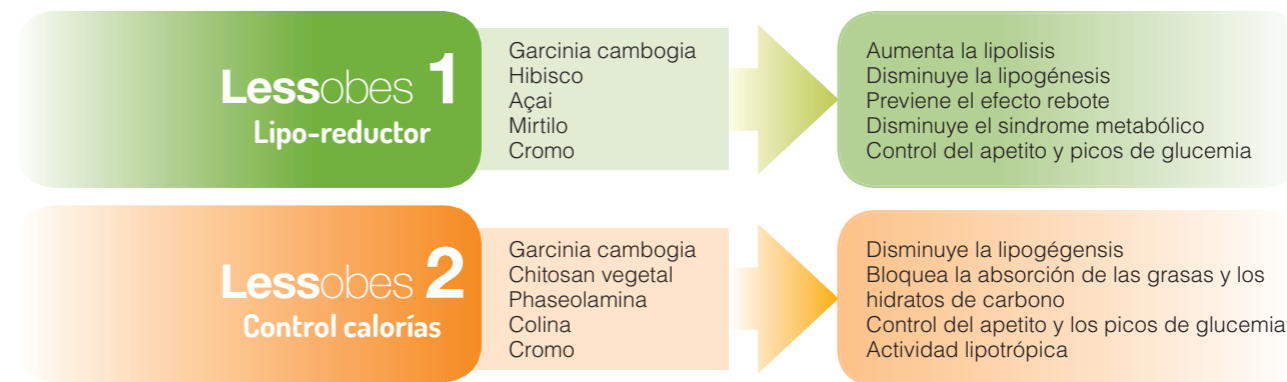 Lessobes 1
Lipo-reductor
Garcinia cambogia
Hibisco
Açai
Mirtilo
Cromo
Aumenta la lipolisis
Disminuye la lipogénesis
Previene el efecto rebote
Disminuye el sindrome metabólico
Control del apetito y picos de glucemia
Lessobes 2
Control calorías
Garcinia cambogia
Chitosan vegetal
Phaseolamina
Colina
Cromo
Disminuye la lipogégensis
Bloquea la absorción de las grasas y los
hidratos de carbono
Control del apetito y los picos de glucemia
Actividad lipotrópica